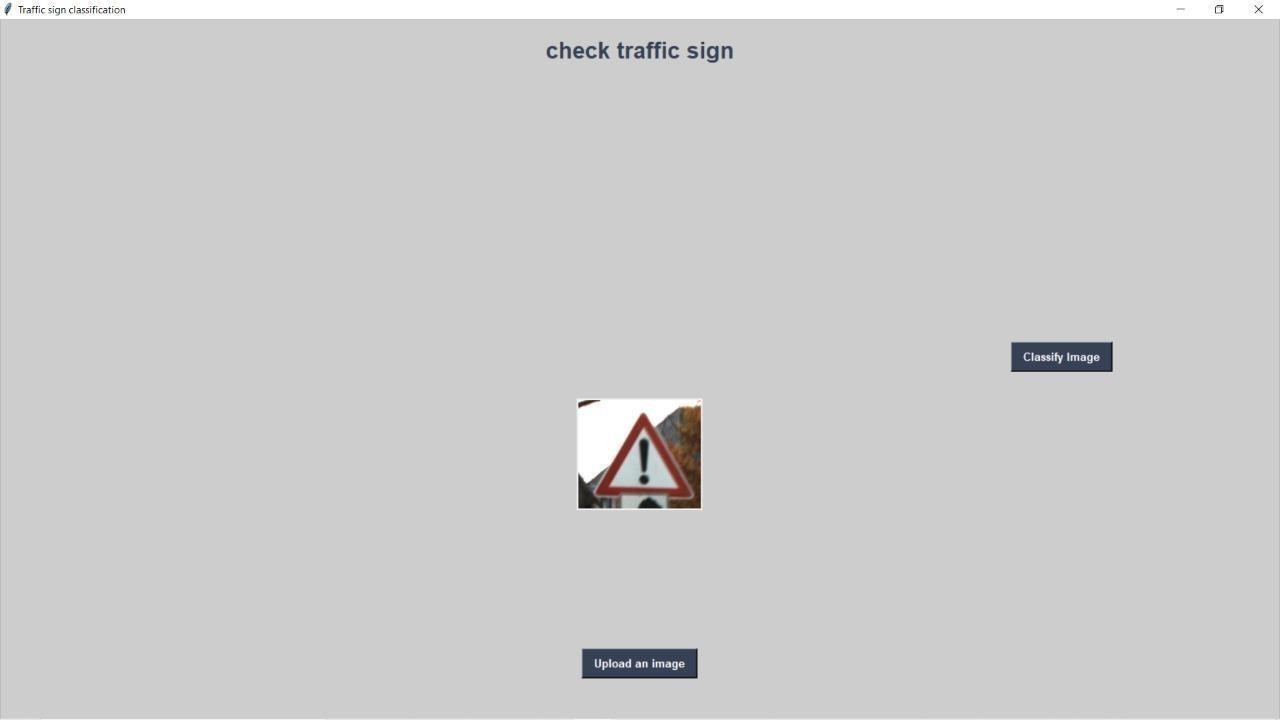 Traffic sign classification
check traffic sign
Classify Image
!
Upload an image